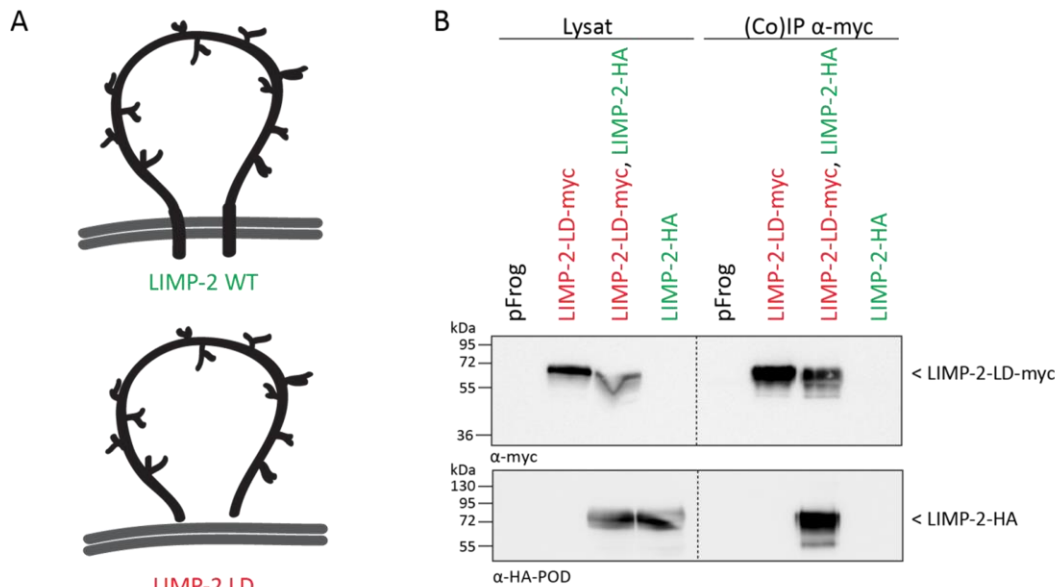 A
LIMP-2 WT
LIMP-2 LD
B
Lysat
(Co)IP α-myc
pFrog
LIMP-2-LD-myc
LIMP-2-LD-myc, LIMP-2-HA
LIMP-2-HA
pFrog
LIMP-2-LD-myc
LIMP-2-LD-myc, LIMP-2-HA
LIMP-2-HA
kDa
95
72
55
36
< LIMP-2-LD-myc
α-myc
kDa
130
95
72
55
< LIMP-2-HA
α-HA-POD